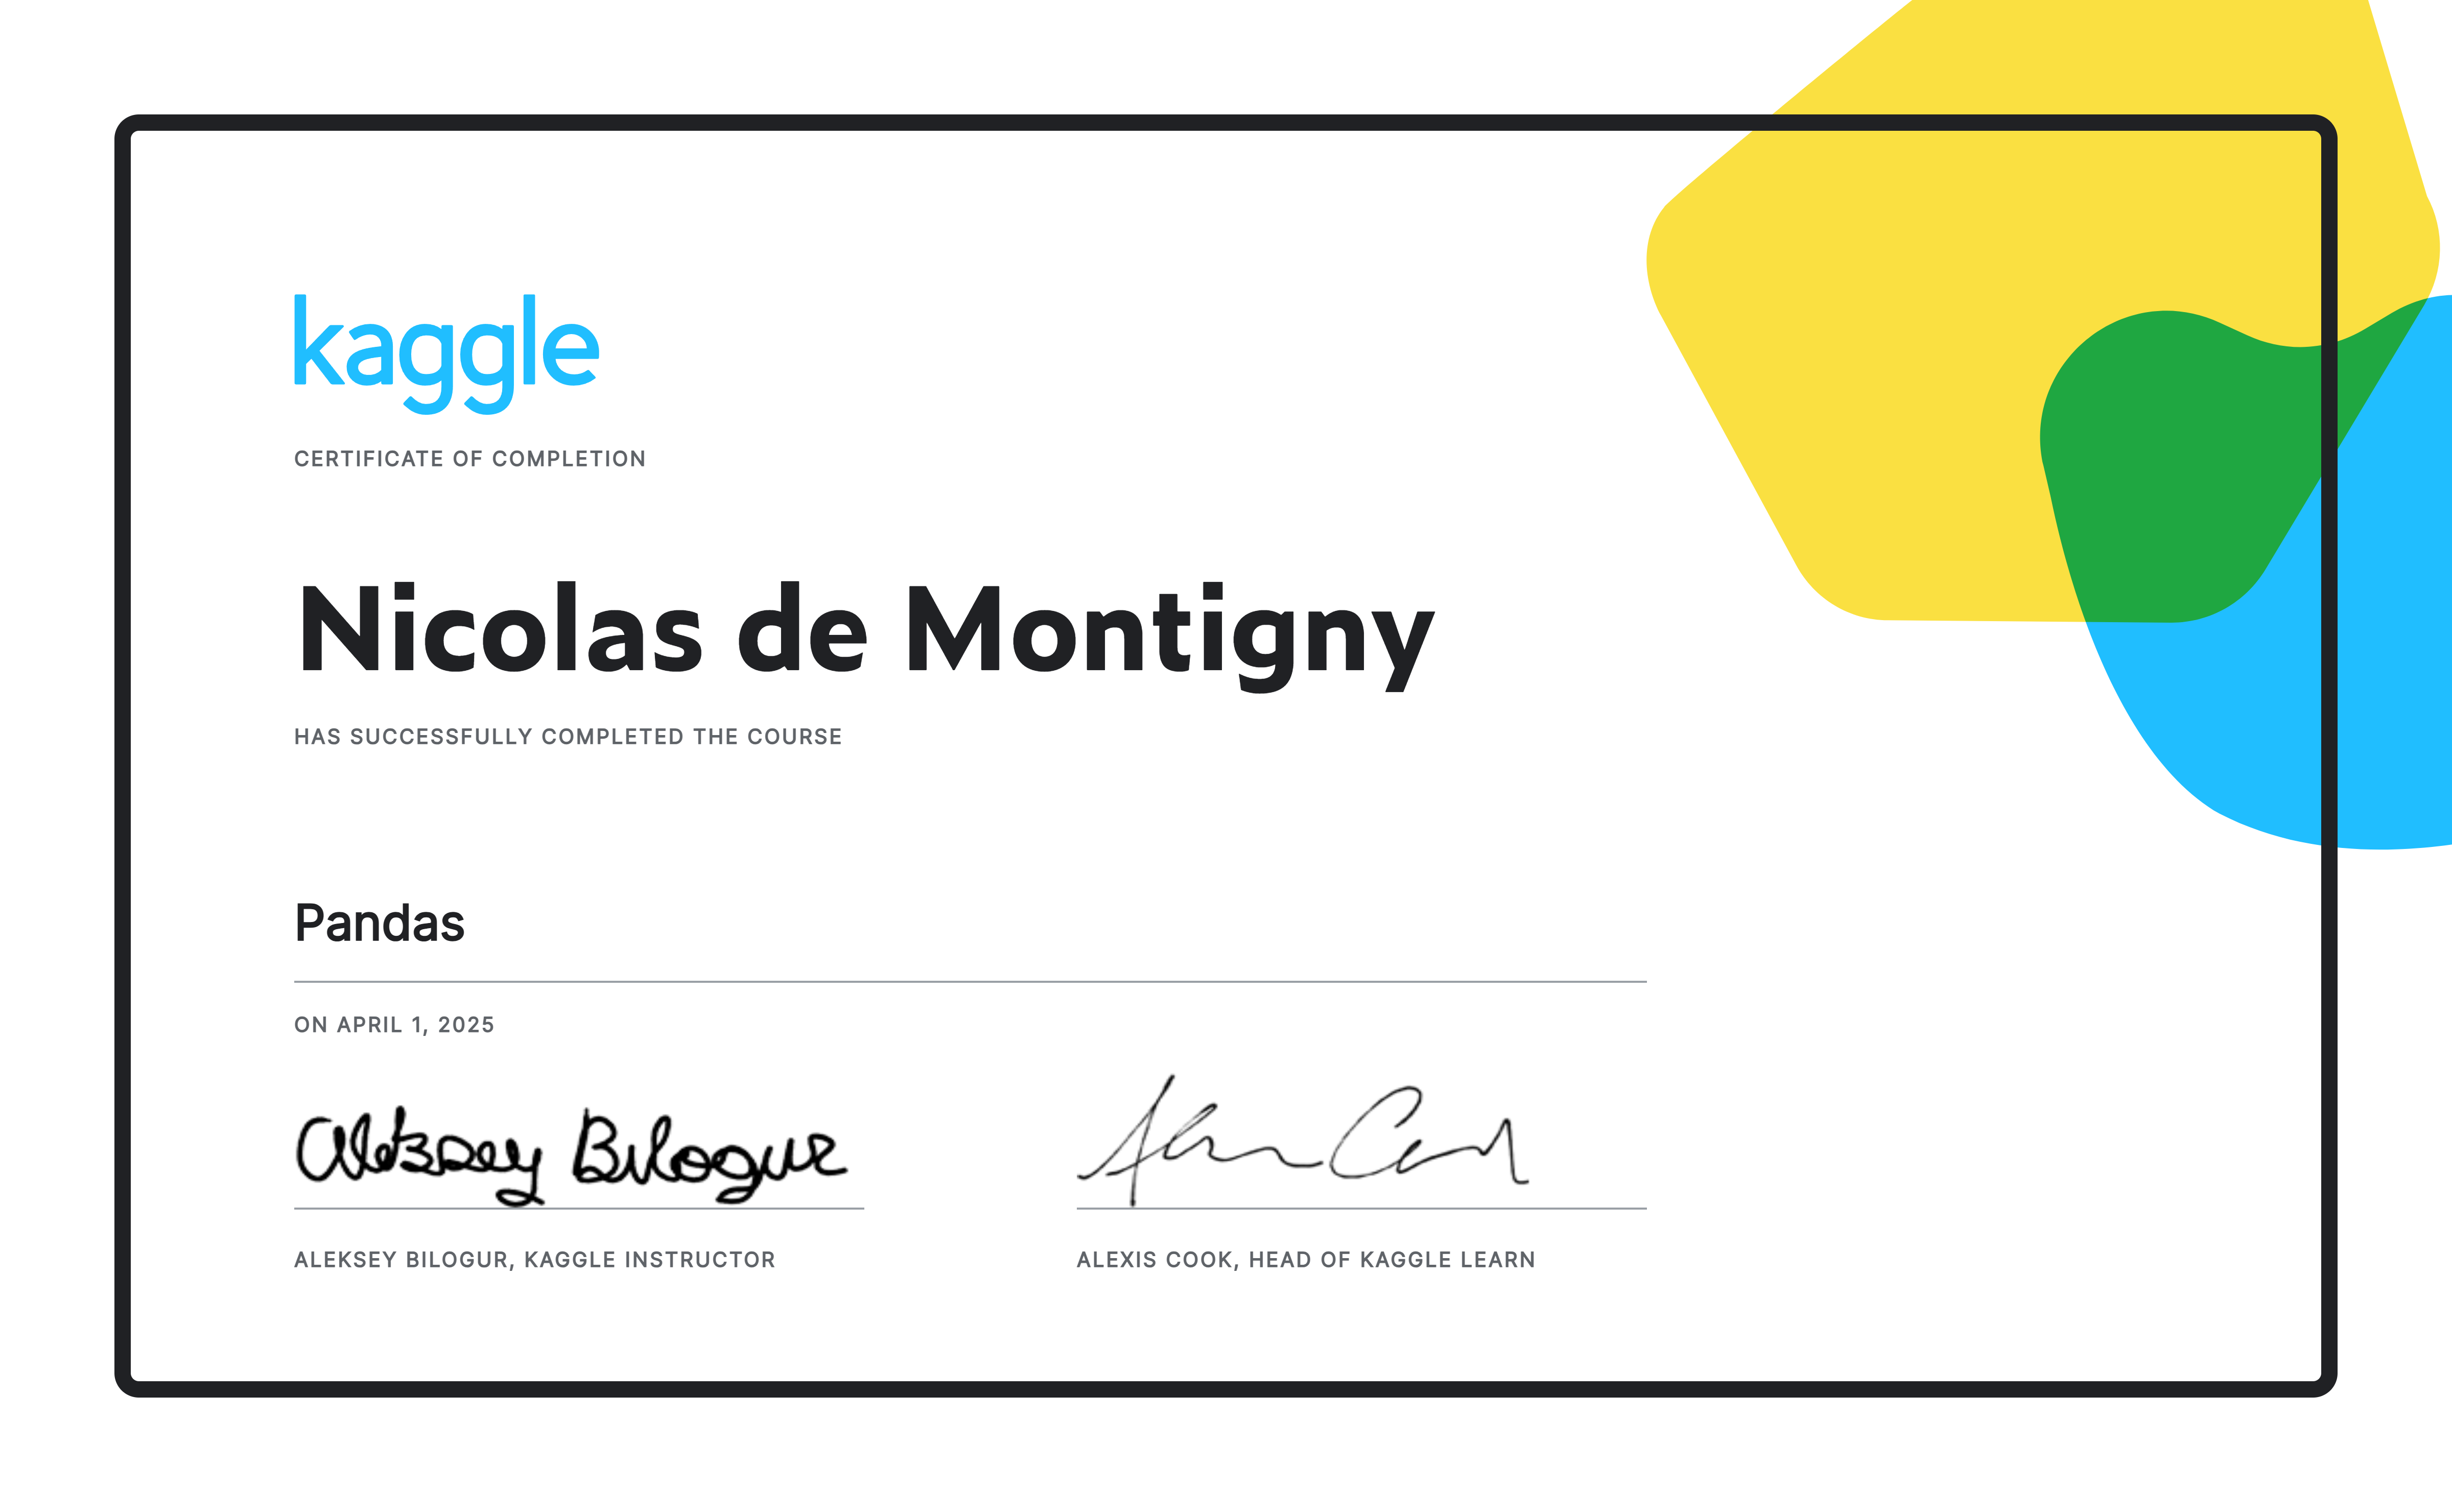 kaggle
CERTIFICATE OF COMPLETION
Nicolas de Montigny
HAS SUCCESSFULLY COMPLETED THE COURSE
Pandas
ON APRIL 1, 2025
Aleksey Bilogur
ALEKSEY BILOGUR, KAGGLE INSTRUCTOR
ALEXIS COOK, HEAD OF KAGGLE LEARN